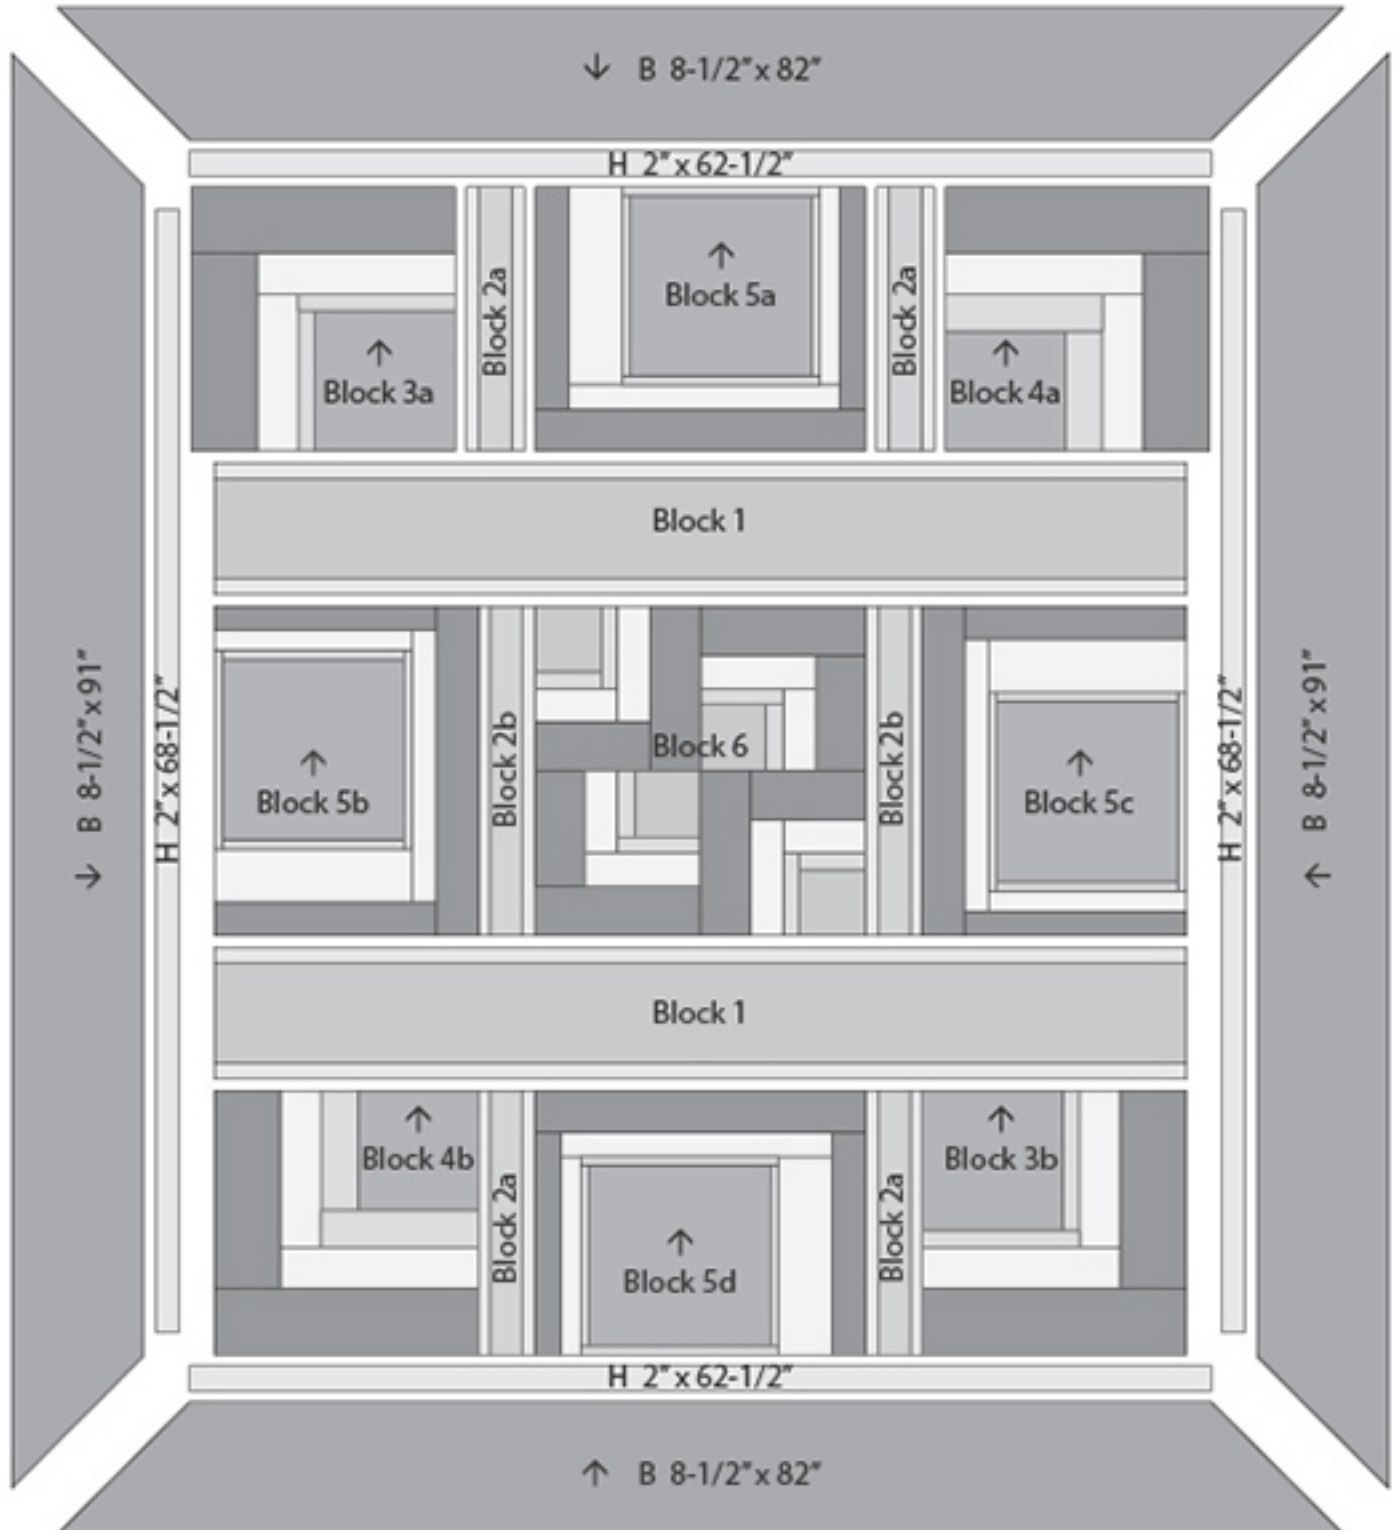 ↓ B 8-1/2” x 82”
H 2” x 62-1/2”
Block 3a
Block 2a
Block 5a
Block 2a
Block 4a
Block 1
↓ B 8-1/2” x 91”
H 2” x 68-1/2”
Block 5b
Block 2b
Block 6
Block 2b
Block 5c
H 2” x 68-1/2”
↑ B 8-1/2” x 91”
Block 1
Block 4b
Block 2a
Block 5d
Block 2a
Block 3b
H 2” x 62-1/2”
↑ B 8-1/2” x 82”